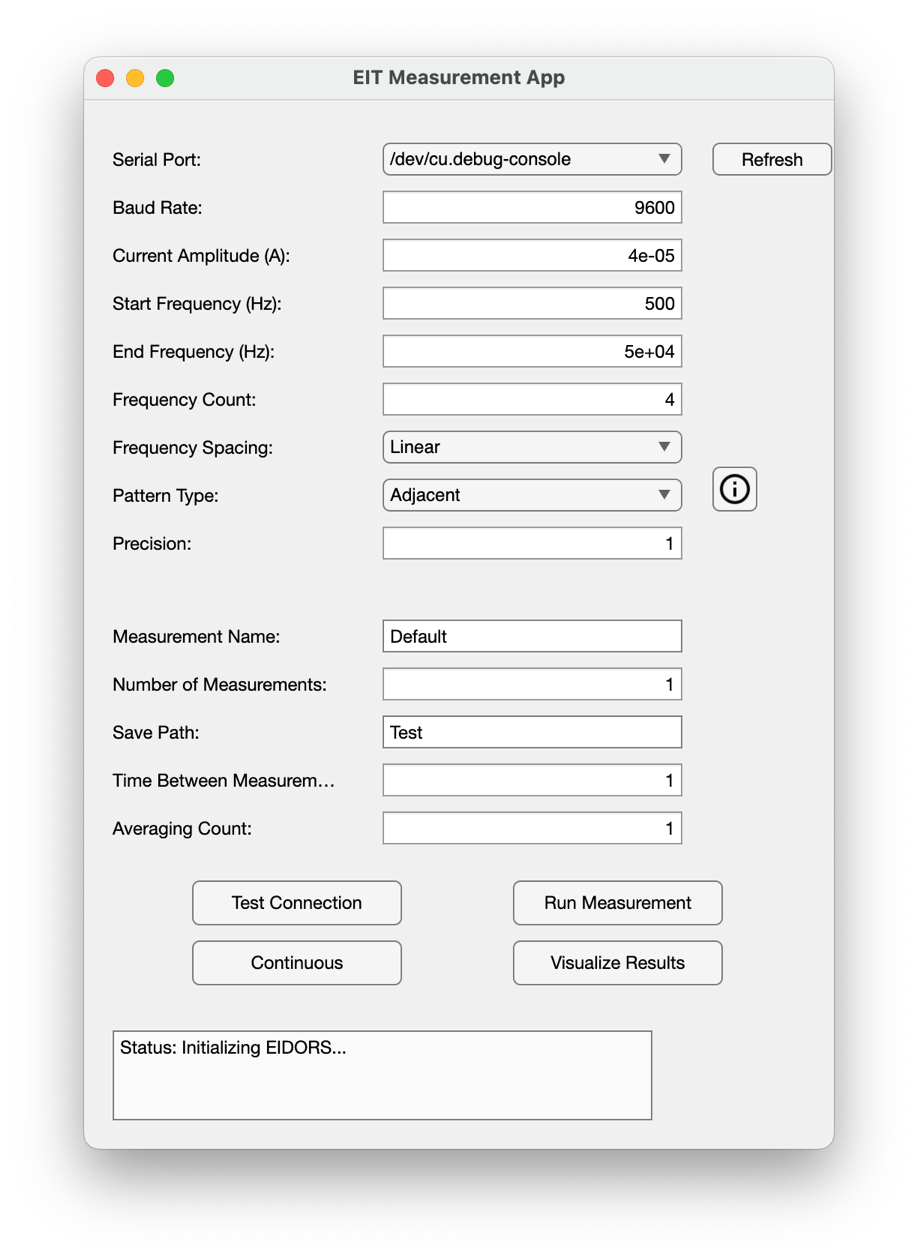 EIT Measurement App
Serial Port: /dev/cu.debug-console Refresh
Baud Rate: 9600
Current Amplitude (A): 4e-05
Start Frequency (Hz): 500
End Frequency (Hz): 5e+04
Frequency Count: 4
Frequency Spacing: Linear
Pattern Type: Adjacent
Precision: 1
Measurement Name: Default
Number of Measurements: 1
Save Path: Test
Time Between Measurem... 1
Averaging Count: 1
Test Connection Run Measurement
Continuous Visualize Results
Status: Initializing EIDORS...